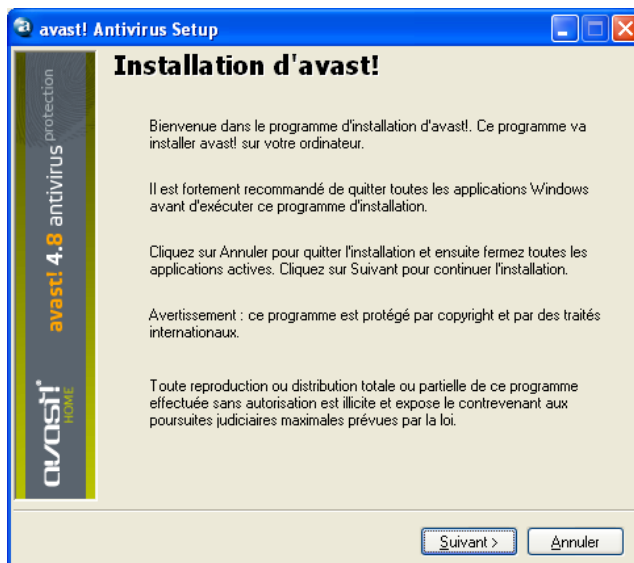 avast! Antivirus Setup
Installation d'avast!
Bienvenue dans le programme d'installation d'avast!. Ce programme va
installer avast! sur votre ordinateur.
Il est fortement recommandé de quitter toutes les applications Windows
avant d'exécuter ce programme d'installation.
Cliquez sur Annuler pour quitter l'installation et ensuite fermez toutes les
applications actives. Cliquez sur Suivant pour continuer l'installation.
Avertissement : ce programme est protégé par copyright et par des traités
internationaux.
Toute reproduction ou distribution totale ou partielle de ce programme
effectuée sans autorisation est illicite et expose le contrevenant aux
poursuites judiciaires maximales prévues par la loi.
avast! 4.8 antivirus protection
avast!
HOME
Suivant >
Annuler